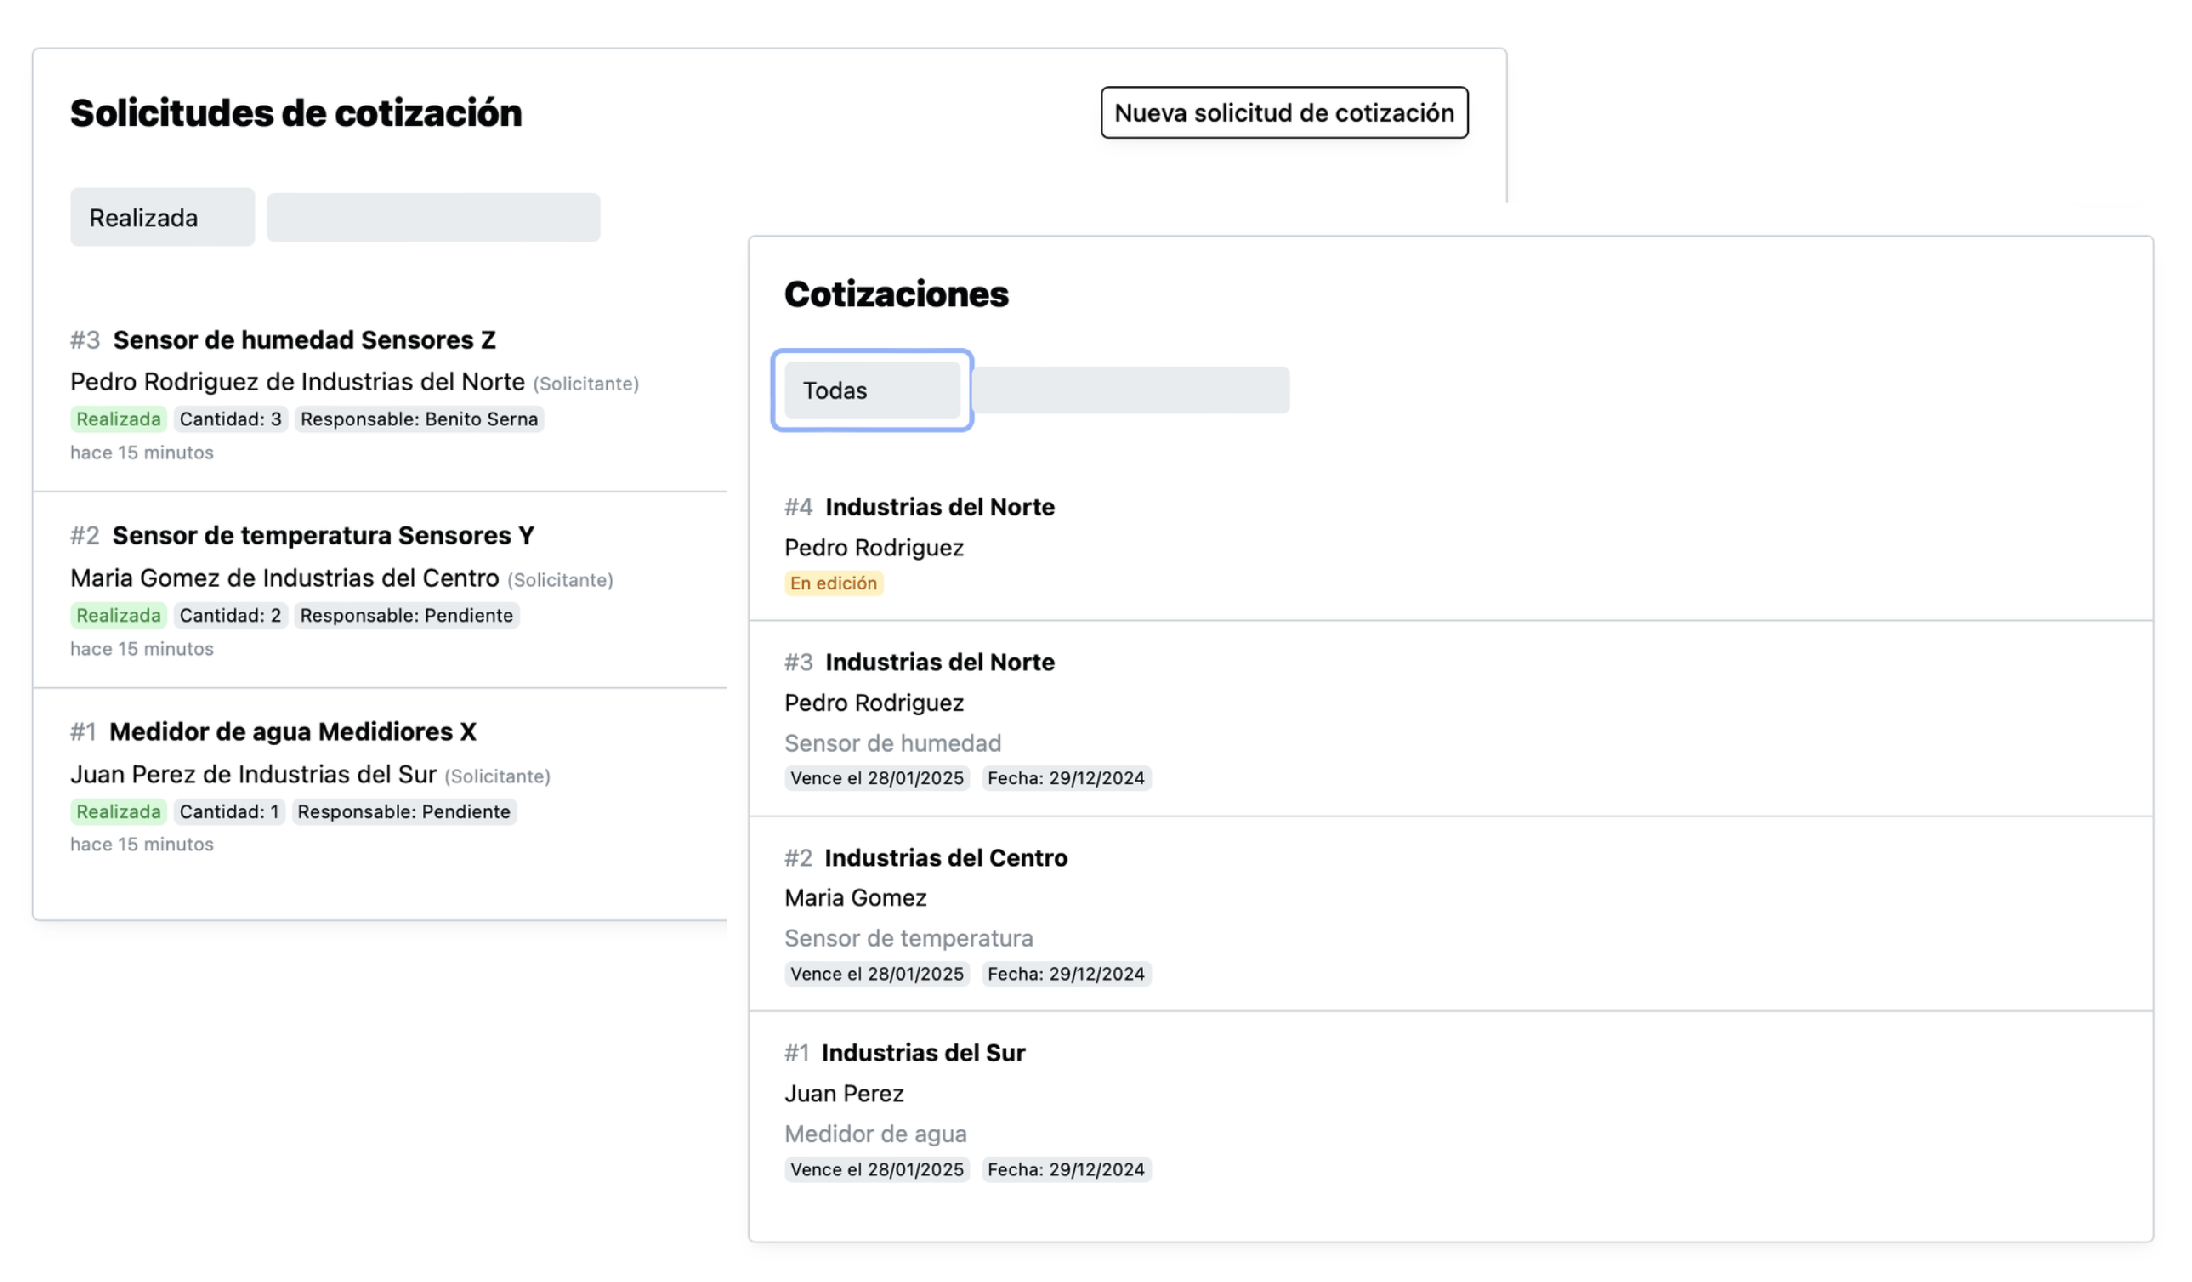 Solicitudes de cotización
Nueva solicitud de cotización
Realizada
#3 Sensor de humedad Sensores Z
Pedro Rodriguez de Industrias del Norte (Solicitante)
Realizada Cantidad: 3 Responsable: Benito Serna
hace 15 minutos
#2 Sensor de temperatura Sensores Y
Maria Gomez de Industrias del Centro (Solicitante)
Realizada Cantidad: 2 Responsable: Pendiente
hace 15 minutos
#1 Medidor de agua Medidiores X
Juan Perez de Industrias del Sur (Solicitante)
Realizada Cantidad: 1 Responsable: Pendiente
hace 15 minutos
Cotizaciones
Todas
#4 Industrias del Norte
Pedro Rodriguez
En edición
#3 Industrias del Norte
Pedro Rodriguez
Sensor de humedad
Vence el 28/01/2025 Fecha: 29/12/2024
#2 Industrias del Centro
Maria Gomez
Sensor de temperatura
Vence el 28/01/2025 Fecha: 29/12/2024
#1 Industrias del Sur
Juan Perez
Medidor de agua
Vence el 28/01/2025 Fecha: 29/12/2024